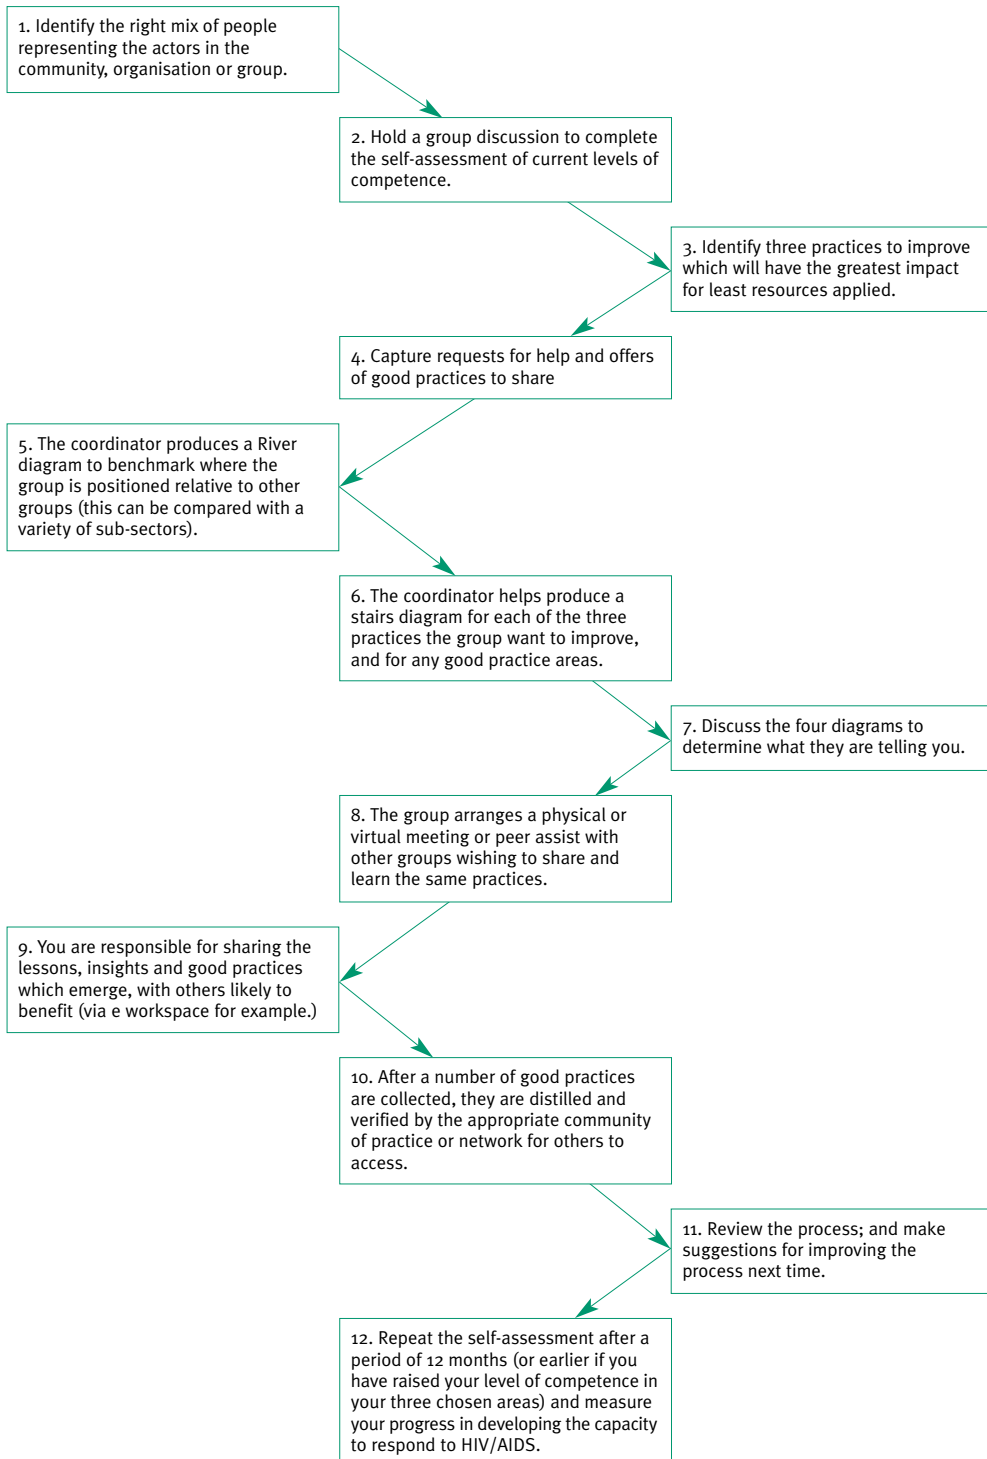 1. Identify the right mix of people
representing the actors in the
community, organisation or group.
2. Hold a group discussion to complete
the self-assessment of current levels of
competence.
3. Identify three practices to improve
which will have the greatest impact
for least resources applied.
4. Capture requests for help and offers
of good practices to share
5. The coordinator produces a River
diagram to benchmark where the
group is positioned relative to other
groups (this can be compared with a
variety of sub-sectors).
6. The coordinator helps produce a
stairs diagram for each of the three
practices the group want to improve,
and for any good practice areas.
7. Discuss the four diagrams to
determine what they are telling you.
8. The group arranges a physical or
virtual meeting or peer assist with
other groups wishing to share and
learn the same practices.
9. You are responsible for sharing the
lessons, insights and good practices
which emerge, with others likely to
benefit (via e workspace for example.)
10. After a number of good practices
are collected, they are distilled and
verified by the appropriate community
of practice or network for others to
access.
11. Review the process; and make
suggestions for improving the
process next time.
12. Repeat the self-assessment after a
period of 12 months (or earlier if you
have raised your level of competence in
your three chosen areas) and measure
your progress in developing the capacity
to respond to HIV/AIDS.